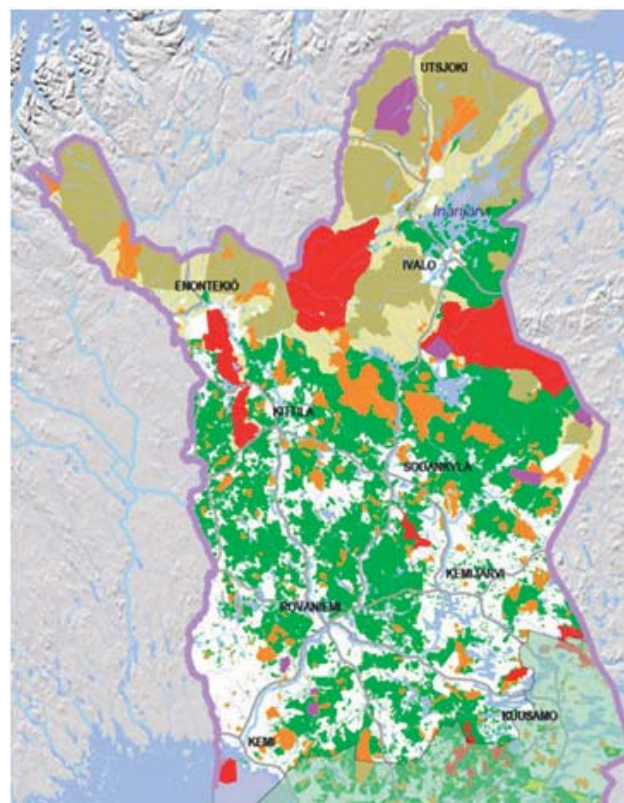 UTSJOKI
Inarijärvi
IVALO
ENONTEKIÖ
KITTILÄ
SODANKYLÄ
KEMIJÄRVI
ROVANIEMI
KUUSAMO
KEMI